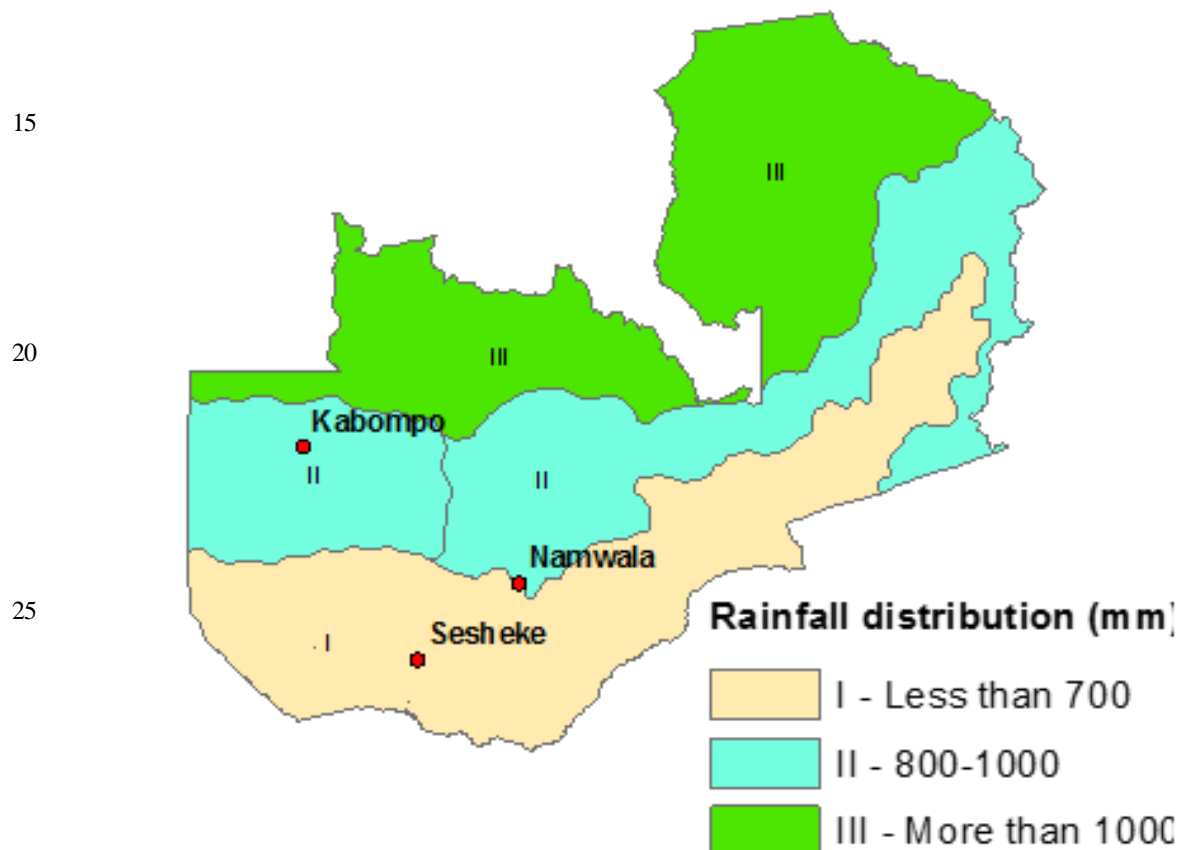 15
III
20
III
Kabompo
II
II
Namwala
25
Sesheke
I
Rainfall distribution (mm)
I - Less than 700
II - 800-1000
III - More than 1000